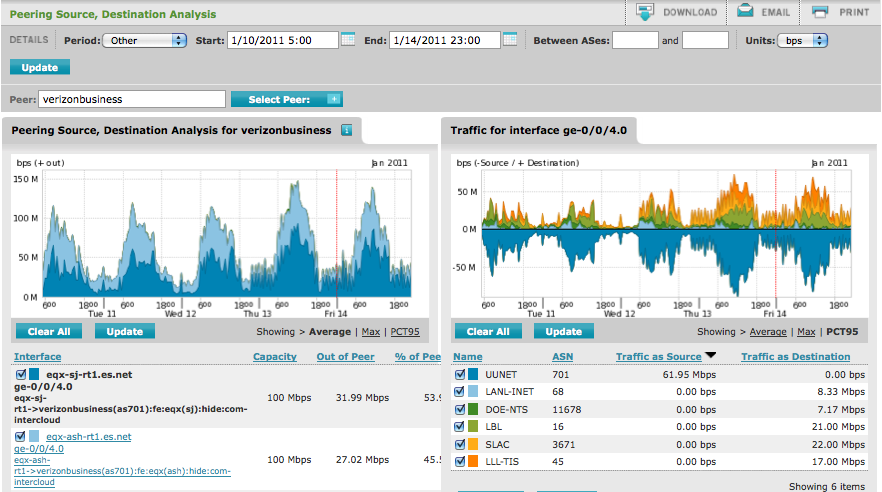 Peering Source, Destination Analysis
DOWNLOAD EMAIL PRINT
DETAILS Period: Other Start: 1/10/2011 5:00 End: 1/14/2011 23:00 Between ASes: and Units: bps
Update
Peer: verizonbusiness Select Peer: +
Peering Source, Destination Analysis for verizonbusiness i
bps (+ out) Jan 2011
150 M
100 M
50 M
0 M
600 1800 600 1800 600 1800 600 1800 600 1800
Tue 11 Wed 12 Thu 13 Fri 14
Clear All Update Showing > Average | Max | PCT95
Interface Capacity Out of Peer % of Pee
eqx-sj-rt1.es.net
ge-0/0/4.0
eqx-sj-
rt1->verizonbusiness(as701):fe:eqx(sj):hide:com-
intercloud
100 Mbps 31.99 Mbps 53.9
eqx-ash-rt1.es.net
ge-0/0/4.0
eqx-ash-
rt1->verizonbusiness(as701):fe:eqx(ash):hide:com-
intercloud
100 Mbps 27.02 Mbps 45.5
Traffic for interface ge-0/0/4.0
bps (-Source / + Destination) Jan 2011
50 M
0 M
-50 M
600 1800 600 1800 600 1800 600 1800 600 1800
Tue 11 Wed 12 Thu 13 Fri 14
Clear All Update Showing > Average | Max | PCT95
Name ASN Traffic as Source Traffic as Destination
UUNET 701 61.95 Mbps 0.00 bps
LANL-INET 68 0.00 bps 8.33 Mbps
DOE-NTS 11678 0.00 bps 7.17 Mbps
LBL 16 0.00 bps 21.00 Mbps
SLAC 3671 0.00 bps 22.00 Mbps
LLL-TIS 45 0.00 bps 17.00 Mbps
Showing 6 items